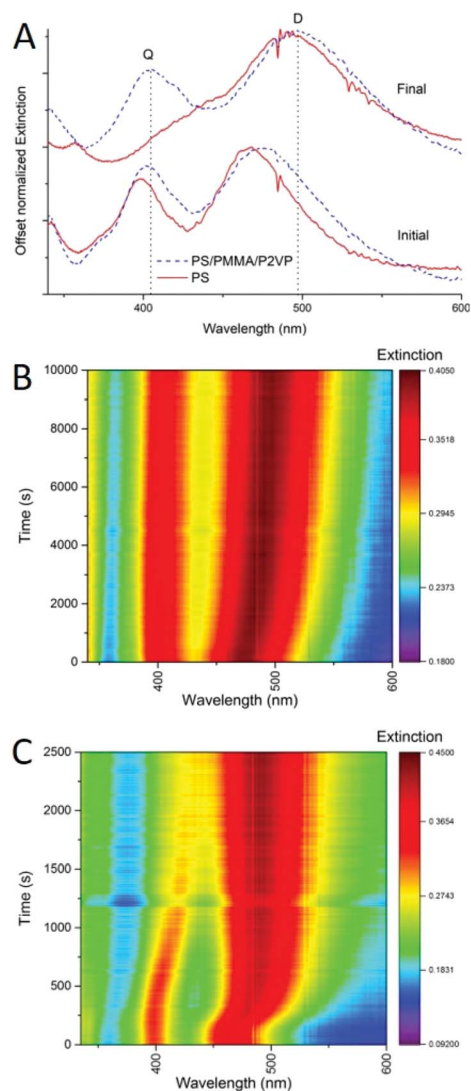 A
Q
D
Offset normalized Extinction
Final
Initial
PS/PMMA/P2VP
PS
400
500
600
Wavelength (nm)
B
Extinction
10000
8000
6000
4000
2000
0
Time (s)
400
500
600
Wavelength (nm)
0.4050
0.3518
0.2945
0.2373
0.1800
C
Extinction
2500
2000
1500
1000
500
0
Time (s)
400
500
600
Wavelength (nm)
0.4500
0.3654
0.2743
0.1831
0.09200